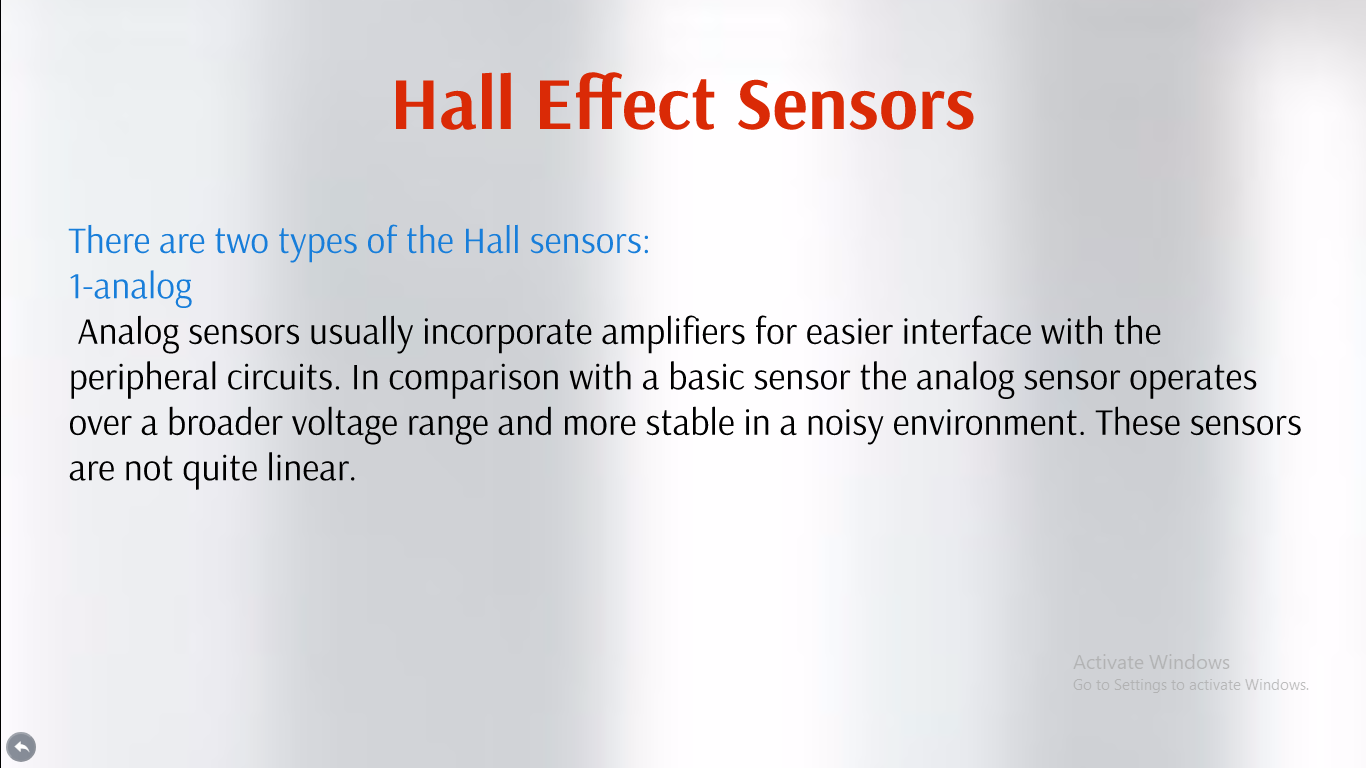 Hall Effect Sensors
There are two types of the Hall sensors:
1-analog
Analog sensors usually incorporate amplifiers for easier interface with the
peripheral circuits. In comparison with a basic sensor the analog sensor operates
over a broader voltage range and more stable in a noisy environment. These sensors
are not quite linear.
Activate Windows
Go to Settings to activate Windows.